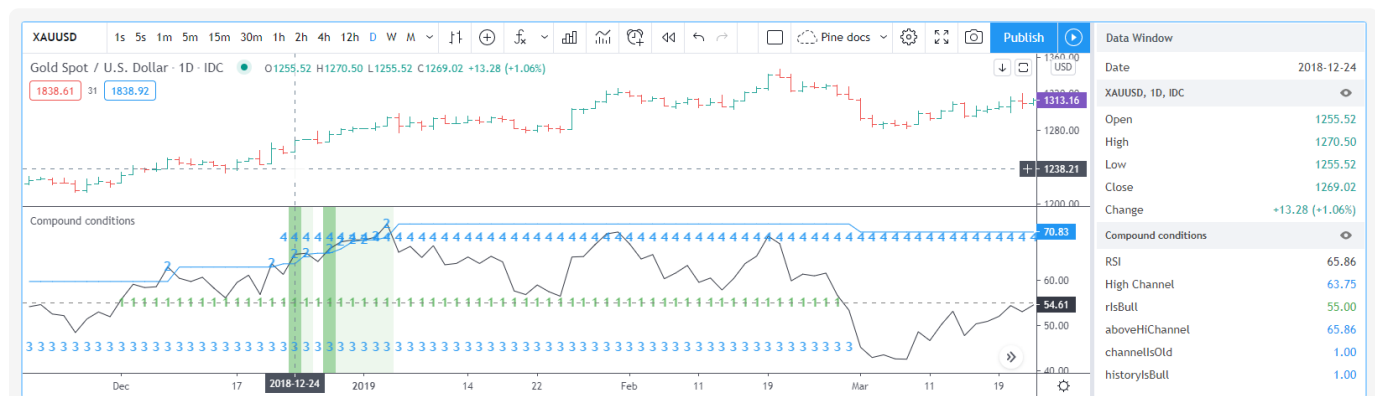 XAUUSD 1s 5s 1m 5m 15m 30m 1h 2h 4h 12h D W M Pine docs Publish
Gold Spot / U.S. Dollar · 1D · IDC O1255.52 H1270.50 L1255.52 C1269.02 +13.28 (+1.06%)
1838.61 31 1838.92
USD
1360.00
1313.16
1280.00
1238.21
1200.00
Compound conditions
70.83
60.00
54.61
50.00
40.00
Dec 17 2018-12-24 2019 14 22 Feb 11 19 Mar 11 19
Data Window
Date 2018-12-24
XAUUSD, 1D, IDC
Open 1255.52
High 1270.50
Low 1255.52
Close 1269.02
Change +13.28 (+1.06%)
Compound conditions
RSI 65.86
High Channel 63.75
rIsBull 55.00
aboveHiChannel 65.86
channelIsOld 1.00
historyIsBull 1.00